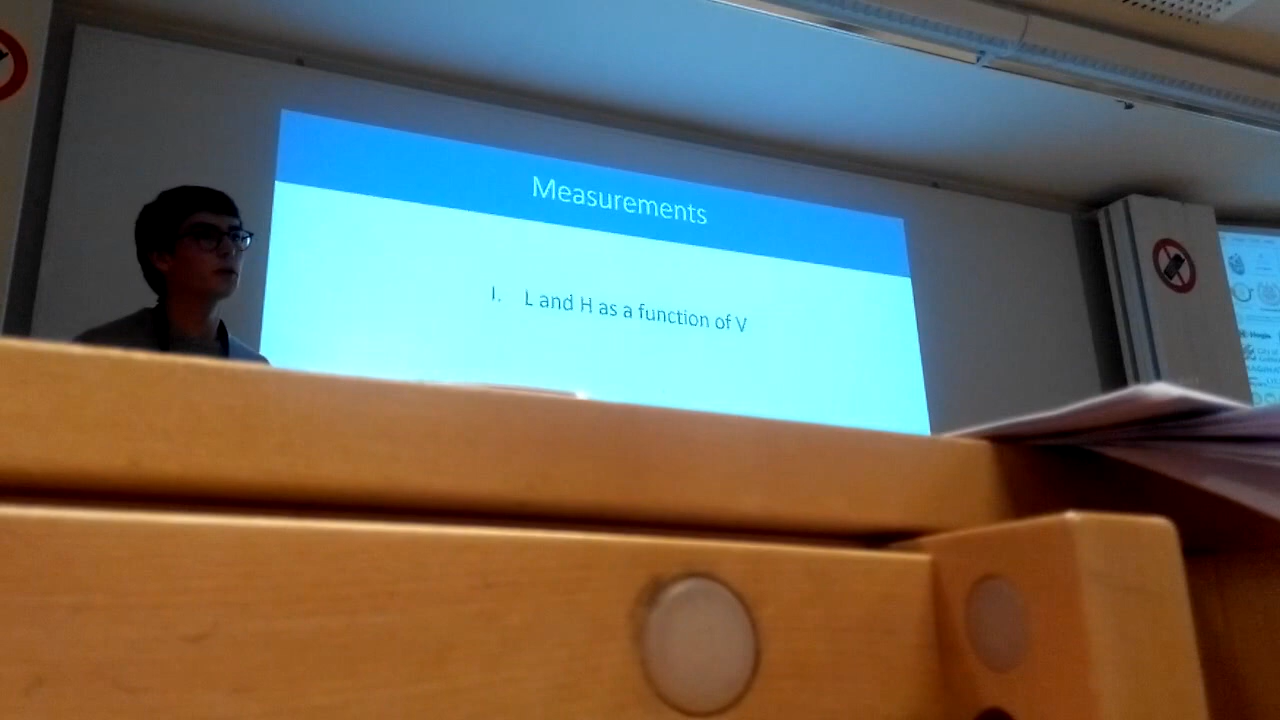 Measurements
I. L and H as a function of V